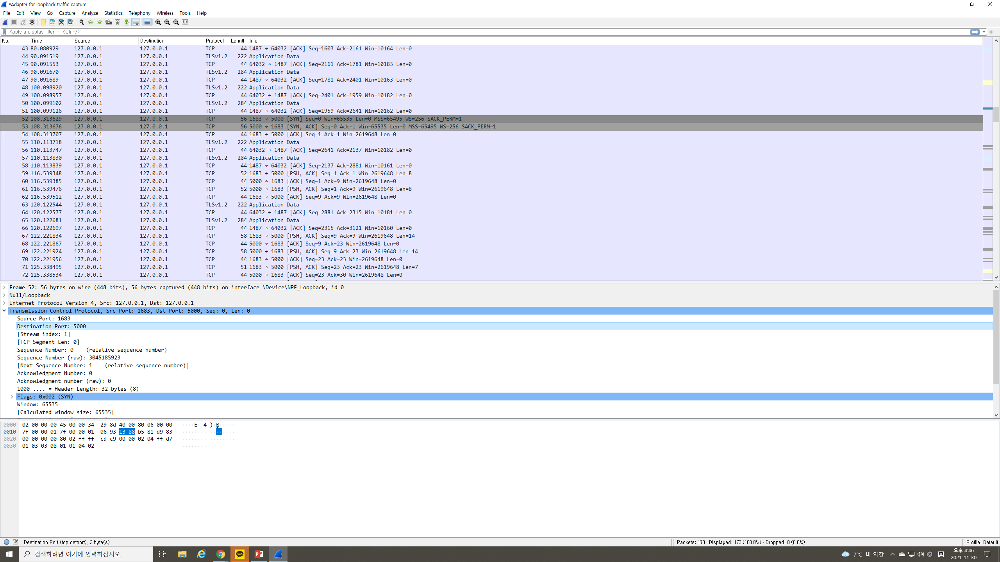 *Adapter for loopback traffic capture
File Edit View Go Capture Analyze Statistics Telephony Wireless Tools Help
Apply a display filter ··· <Ctrl-/>
No. Time Source Destination Protocol Length Info
43 80.080929 127.0.0.1 127.0.0.1 TCP 44 1487 → 64032 [ACK] Seq=1603 Ack=2161 Win=10164 Len=0
44 90.091519 127.0.0.1 127.0.0.1 TLSv1.2 222 Application Data
45 90.091553 127.0.0.1 127.0.0.1 TCP 44 64032 → 1487 [ACK] Seq=2161 Ack=1781 Win=10183 Len=0
46 90.091670 127.0.0.1 127.0.0.1 TLSv1.2 284 Application Data
47 90.091689 127.0.0.1 127.0.0.1 TCP 44 1487 → 64032 [ACK] Seq=1781 Ack=2401 Win=10163 Len=0
48 100.098920 127.0.0.1 127.0.0.1 TLSv1.2 222 Application Data
49 100.098957 127.0.0.1 127.0.0.1 TCP 44 64032 → 1487 [ACK] Seq=2401 Ack=1959 Win=10182 Len=0
50 100.099102 127.0.0.1 127.0.0.1 TLSv1.2 284 Application Data
51 100.099126 127.0.0.1 127.0.0.1 TCP 44 1487 → 64032 [ACK] Seq=1959 Ack=2641 Win=10162 Len=0
52 108.313629 127.0.0.1 127.0.0.1 TCP 56 1683 → 5000 [SYN] Seq=0 Win=65535 Len=0 MSS=65495 WS=256 SACK_PERM=1
53 108.313676 127.0.0.1 127.0.0.1 TCP 56 5000 → 1683 [SYN, ACK] Seq=0 Ack=1 Win=65535 Len=0 MSS=65495 WS=256 SACK_PERM=1
54 108.313707 127.0.0.1 127.0.0.1 TCP 44 1683 → 5000 [ACK] Seq=1 Ack=1 Win=2619648 Len=0
55 110.113718 127.0.0.1 127.0.0.1 TLSv1.2 222 Application Data
56 110.113747 127.0.0.1 127.0.0.1 TCP 44 64032 → 1487 [ACK] Seq=2641 Ack=2137 Win=10182 Len=0
57 110.113830 127.0.0.1 127.0.0.1 TLSv1.2 284 Application Data
58 110.113839 127.0.0.1 127.0.0.1 TCP 44 1487 → 64032 [ACK] Seq=2137 Ack=2881 Win=10161 Len=0
59 116.539348 127.0.0.1 127.0.0.1 TCP 52 1683 → 5000 [PSH, ACK] Seq=1 Ack=1 Win=2619648 Len=8
60 116.539385 127.0.0.1 127.0.0.1 TCP 44 5000 → 1683 [ACK] Seq=1 Ack=9 Win=2619648 Len=0
61 116.539476 127.0.0.1 127.0.0.1 TCP 52 5000 → 1683 [PSH, ACK] Seq=1 Ack=9 Win=2619648 Len=8
62 116.539512 127.0.0.1 127.0.0.1 TCP 44 1683 → 5000 [ACK] Seq=9 Ack=9 Win=2619648 Len=0
63 120.122544 127.0.0.1 127.0.0.1 TLSv1.2 222 Application Data
64 120.122577 127.0.0.1 127.0.0.1 TCP 44 64032 → 1487 [ACK] Seq=2881 Ack=2315 Win=10181 Len=0
65 120.122681 127.0.0.1 127.0.0.1 TLSv1.2 284 Application Data
66 120.122697 127.0.0.1 127.0.0.1 TCP 44 1487 → 64032 [ACK] Seq=2315 Ack=3121 Win=10160 Len=0
67 122.221834 127.0.0.1 127.0.0.1 TCP 58 1683 → 5000 [PSH, ACK] Seq=9 Ack=9 Win=2619648 Len=14
68 122.221867 127.0.0.1 127.0.0.1 TCP 44 5000 → 1683 [ACK] Seq=9 Ack=23 Win=2619648 Len=0
69 122.221924 127.0.0.1 127.0.0.1 TCP 58 5000 → 1683 [PSH, ACK] Seq=9 Ack=23 Win=2619648 Len=14
70 122.221956 127.0.0.1 127.0.0.1 TCP 44 1683 → 5000 [ACK] Seq=23 Ack=23 Win=2619648 Len=0
71 125.338495 127.0.0.1 127.0.0.1 TCP 51 1683 → 5000 [PSH, ACK] Seq=23 Ack=23 Win=2619648 Len=7
72 125.338534 127.0.0.1 127.0.0.1 TCP 44 5000 → 1683 [ACK] Seq=23 Ack=30 Win=2619648 Len=0
Frame 52: 56 bytes on wire (448 bits), 56 bytes captured (448 bits) on interface \Device\NPF_Loopback, id 0
Null/Loopback
Internet Protocol Version 4, Src: 127.0.0.1, Dst: 127.0.0.1
Transmission Control Protocol, Src Port: 1683, Dst Port: 5000, Seq: 0, Len: 0
Source Port: 1683
Destination Port: 5000
[Stream index: 1]
[TCP Segment Len: 0]
Sequence Number: 0 (relative sequence number)
Sequence Number (raw): 3045185923
[Next Sequence Number: 1 (relative sequence number)]
Acknowledgment Number: 0
Acknowledgment number (raw): 0
1000 .... = Header Length: 32 bytes (8)
Flags: 0x002 (SYN)
Window: 65535
[Calculated window size: 65535]
0000 02 00 00 00 45 00 00 34 29 8d 40 00 80 06 00 00 ····E··4 )·@·····
0010 7f 00 00 01 7f 00 00 01 06 93 13 88 b5 81 d9 83 ········ ········
0020 00 00 00 00 80 02 ff ff cd c9 00 00 02 04 ff d7 ········ ········
0030 01 03 03 08 01 01 04 02 ········
Destination Port (tcp.dstport), 2 byte(s) Packets: 173 · Displayed: 173 (100.0%) · Dropped: 0 (0.0%) Profile: Default
검색하려면 여기에 입력하십시오. TALK 7°C 비 약간 한 오후 4:46
2021-11-30